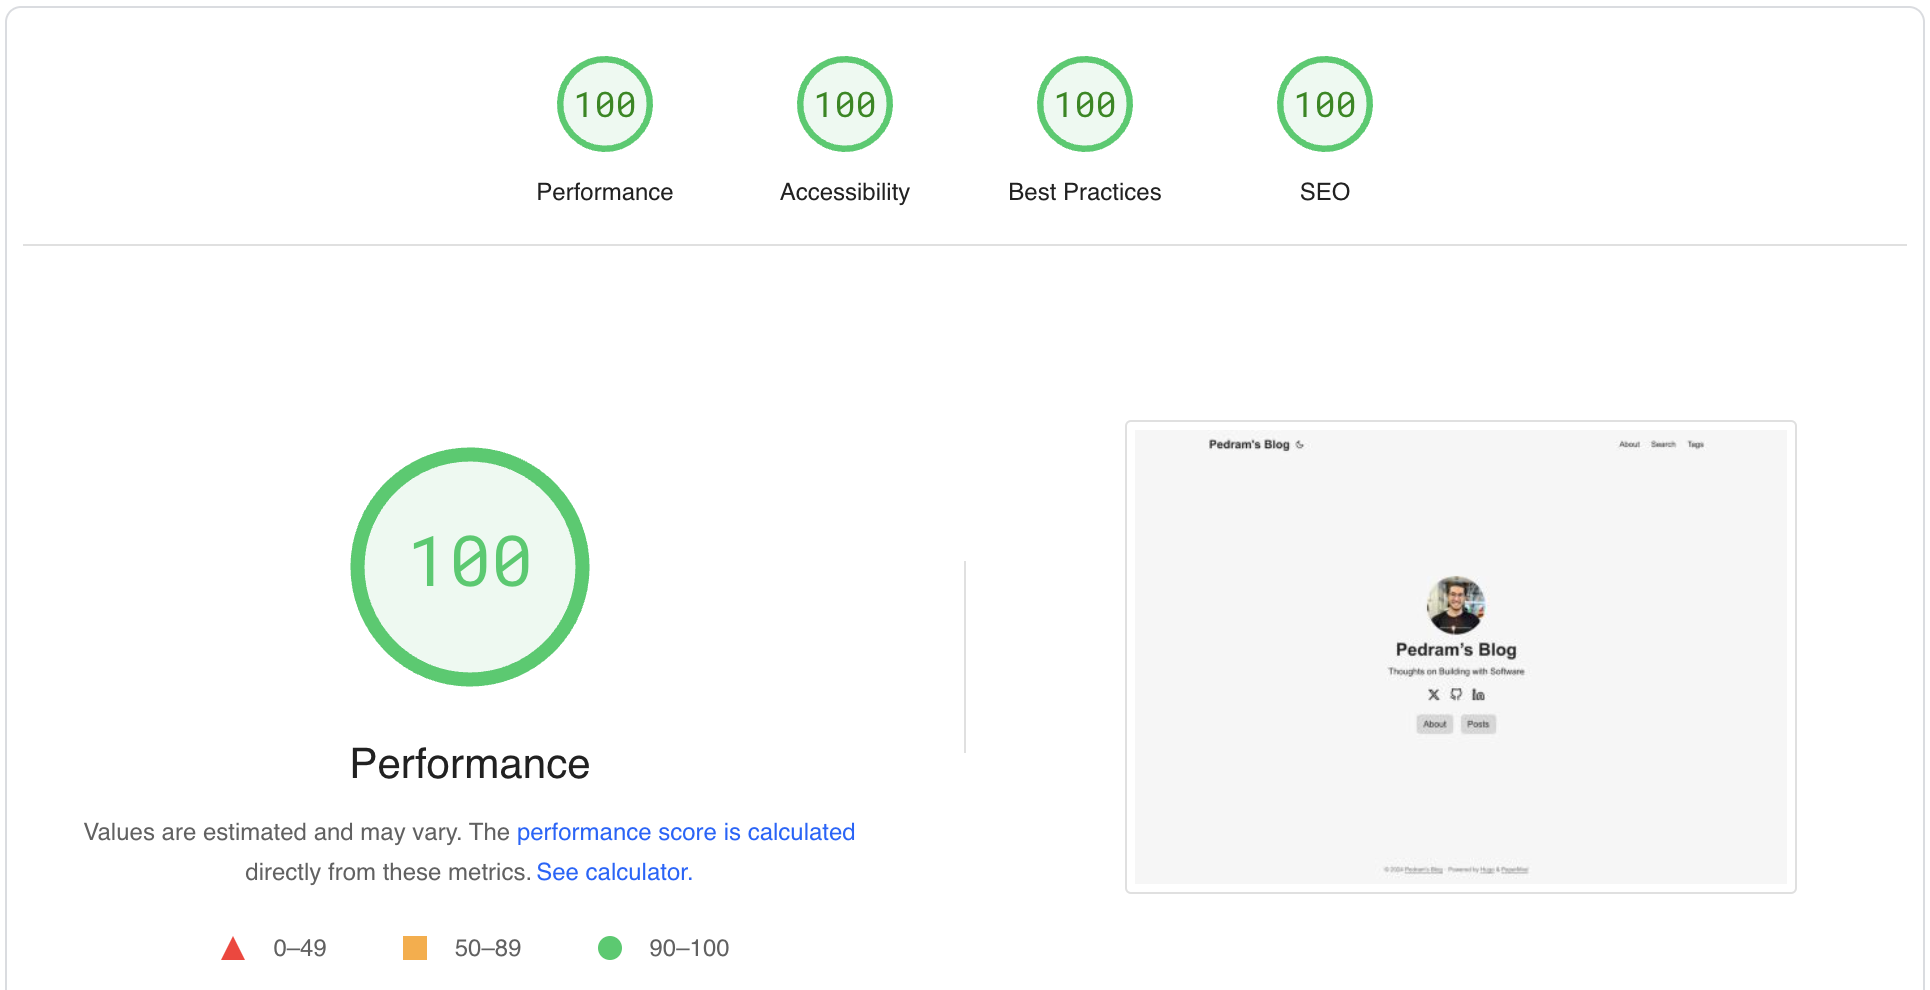 100 100 100 100
Performance Accessibility Best Practices SEO
100
Performance
Values are estimated and may vary. The performance score is calculated
directly from these metrics. See calculator.
0–49 50–89 90–100
Pedram's Blog About Search Tags
Pedram's Blog
Thoughts on Building with Software
About Posts
© 2024 Pedram's Blog · Powered by Hugo & PaperMod